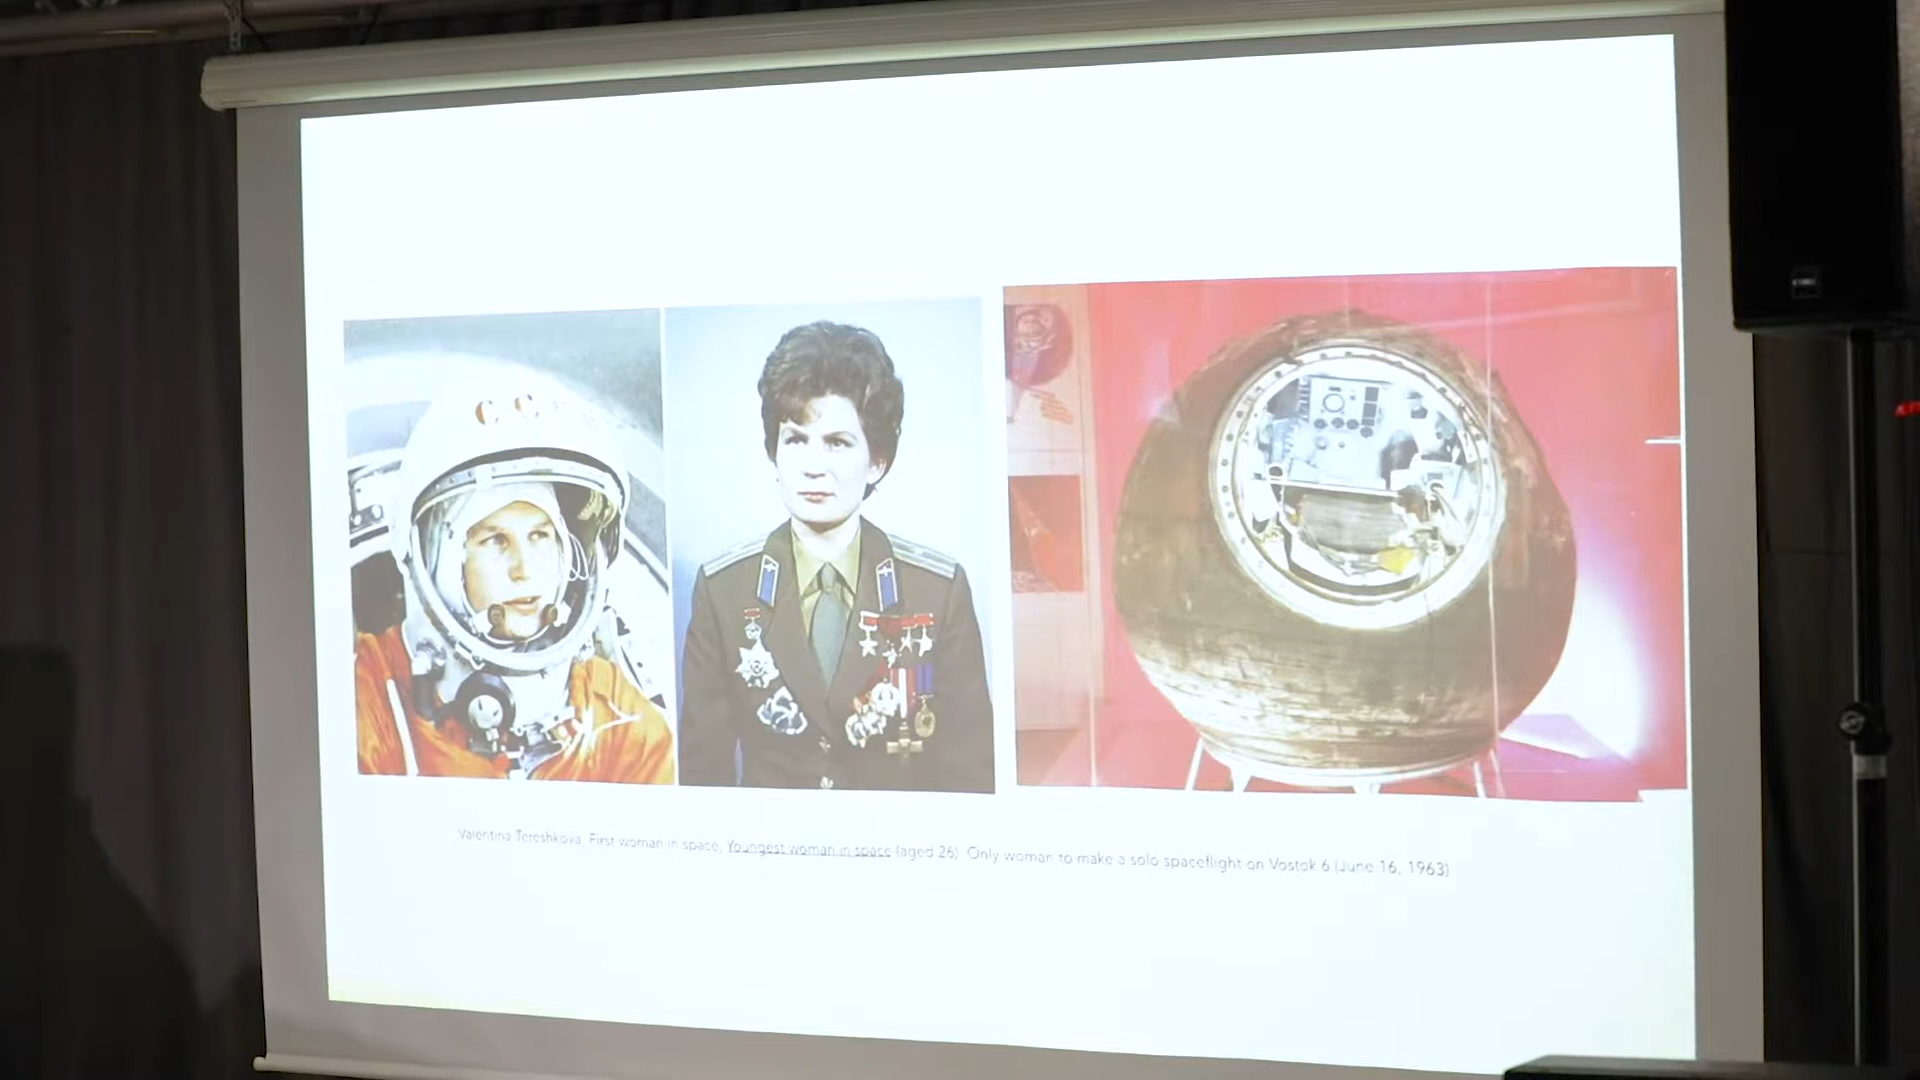 CC
Valentina Tereshkova. First woman in space, Youngest woman in space (aged 26). Only woman to make a solo spaceflight on Vostok 6 (June 16, 1963)